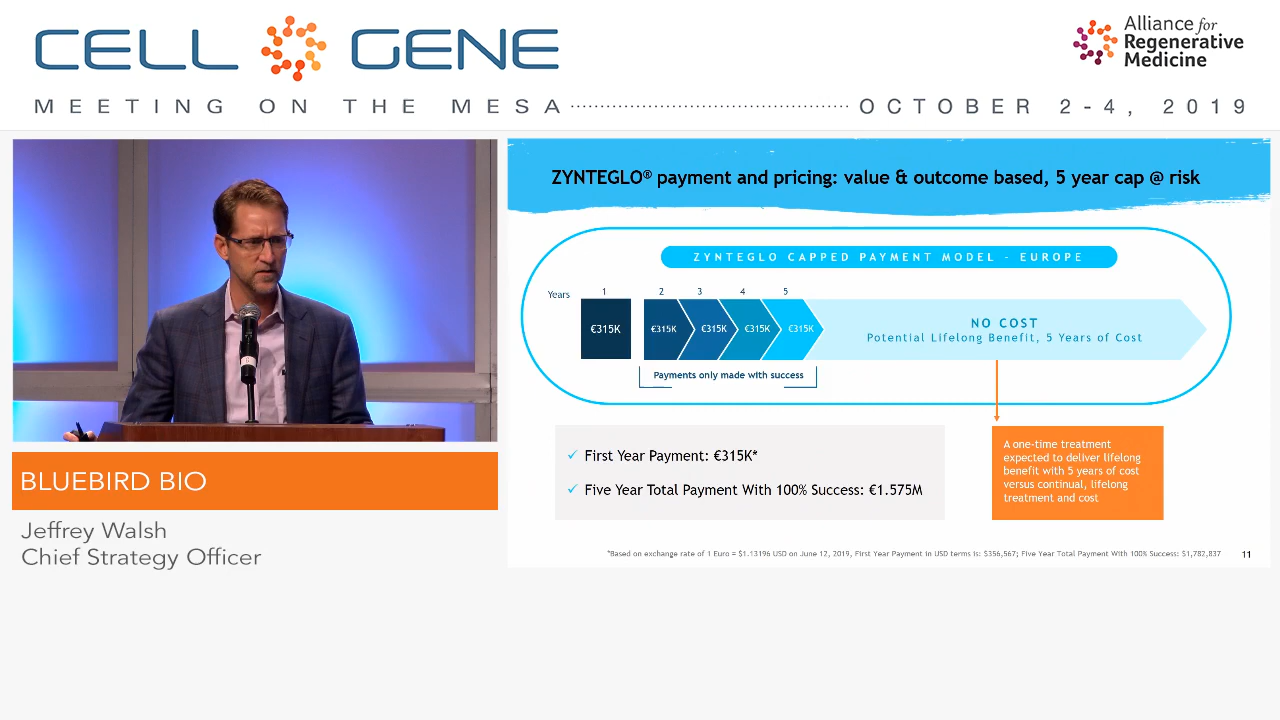 CELL GENE
Alliance for
Regenerative
Medicine
MEETING ON THE MESA OCTOBER 2-4, 2019
ZYNTEGLO® payment and pricing: value & outcome based, 5 year cap @ risk
ZYNTEGLO CAPPED PAYMENT MODEL - EUROPE
Years 1 2 3 4 5
€315K €315K €315K €315K €315K
NO COST
Potential Lifelong Benefit, 5 Years of Cost
Payments only made with success
✓ First Year Payment: €315K*
✓ Five Year Total Payment With 100% Success: €1.575M
A one-time treatment
expected to deliver lifelong
benefit with 5 years of cost
versus continual, lifelong
treatment and cost
*Based on exchange rate of 1 Euro = $1.13196 USD on June 12, 2019, First Year Payment in USD terms is: $356,567; Five Year Total Payment With 100% Success: $1,782,837
11
BLUEBIRD BIO
Jeffrey Walsh
Chief Strategy Officer